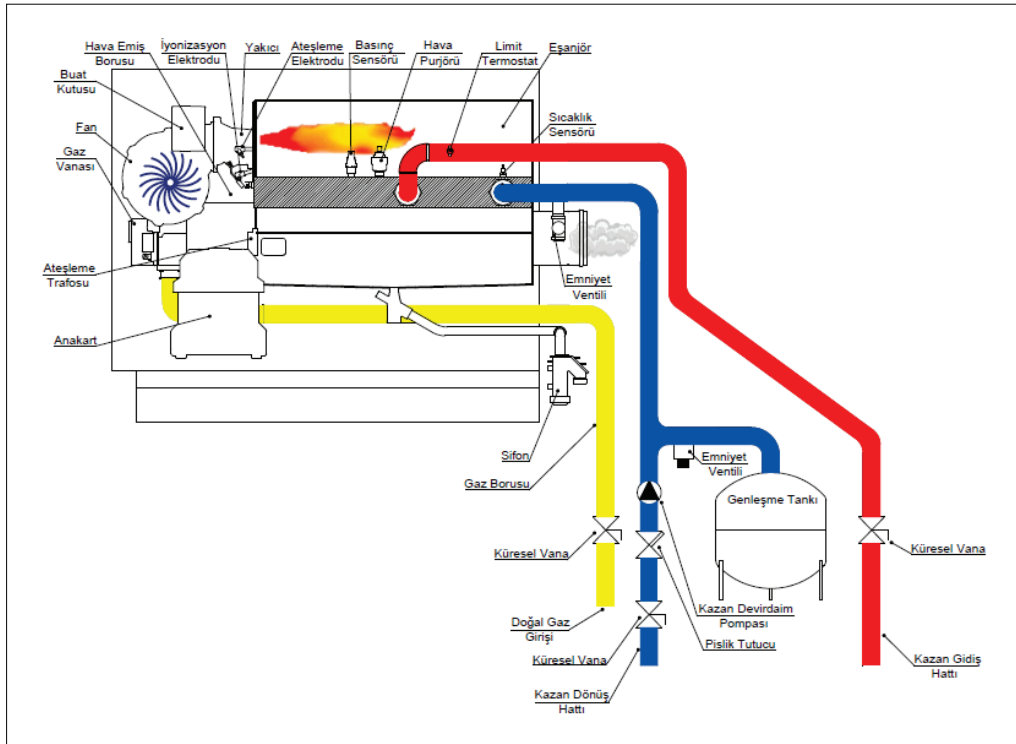 Hava Emiş
Borusu
İyonizasyon
Elektrodu
Yakıcı
Ateşleme
Elektrodu
Basınç
Sensörü
Hava
Purjörü
Limit
Termostat
Eşanjör
Buat
Kutusu
Fan
Gaz
Vanası
Sıcaklık
Sensörü
Ateşleme
Trafosu
Emniyet
Ventili
Anakart
Sifon
Gaz Borusu
Emniyet
Ventili
Genleşme Tankı
Küresel Vana
Küresel Vana
Doğal Gaz
Girişi
Küresel Vana
Kazan Devirdaim
Pompası
Pislik Tutucu
Kazan Gidiş
Hattı
Kazan Dönüş
Hattı